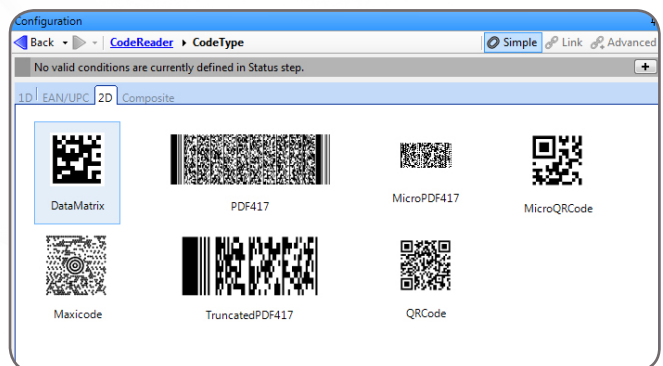 Configuration
Back CodeReader CodeType Simple Link Advanced
No valid conditions are currently defined in Status step.
1D EAN/UPC 2D Composite
DataMatrix PDF417 MicroPDF417 MicroQRCode
Maxicode TruncatedPDF417 QRCode